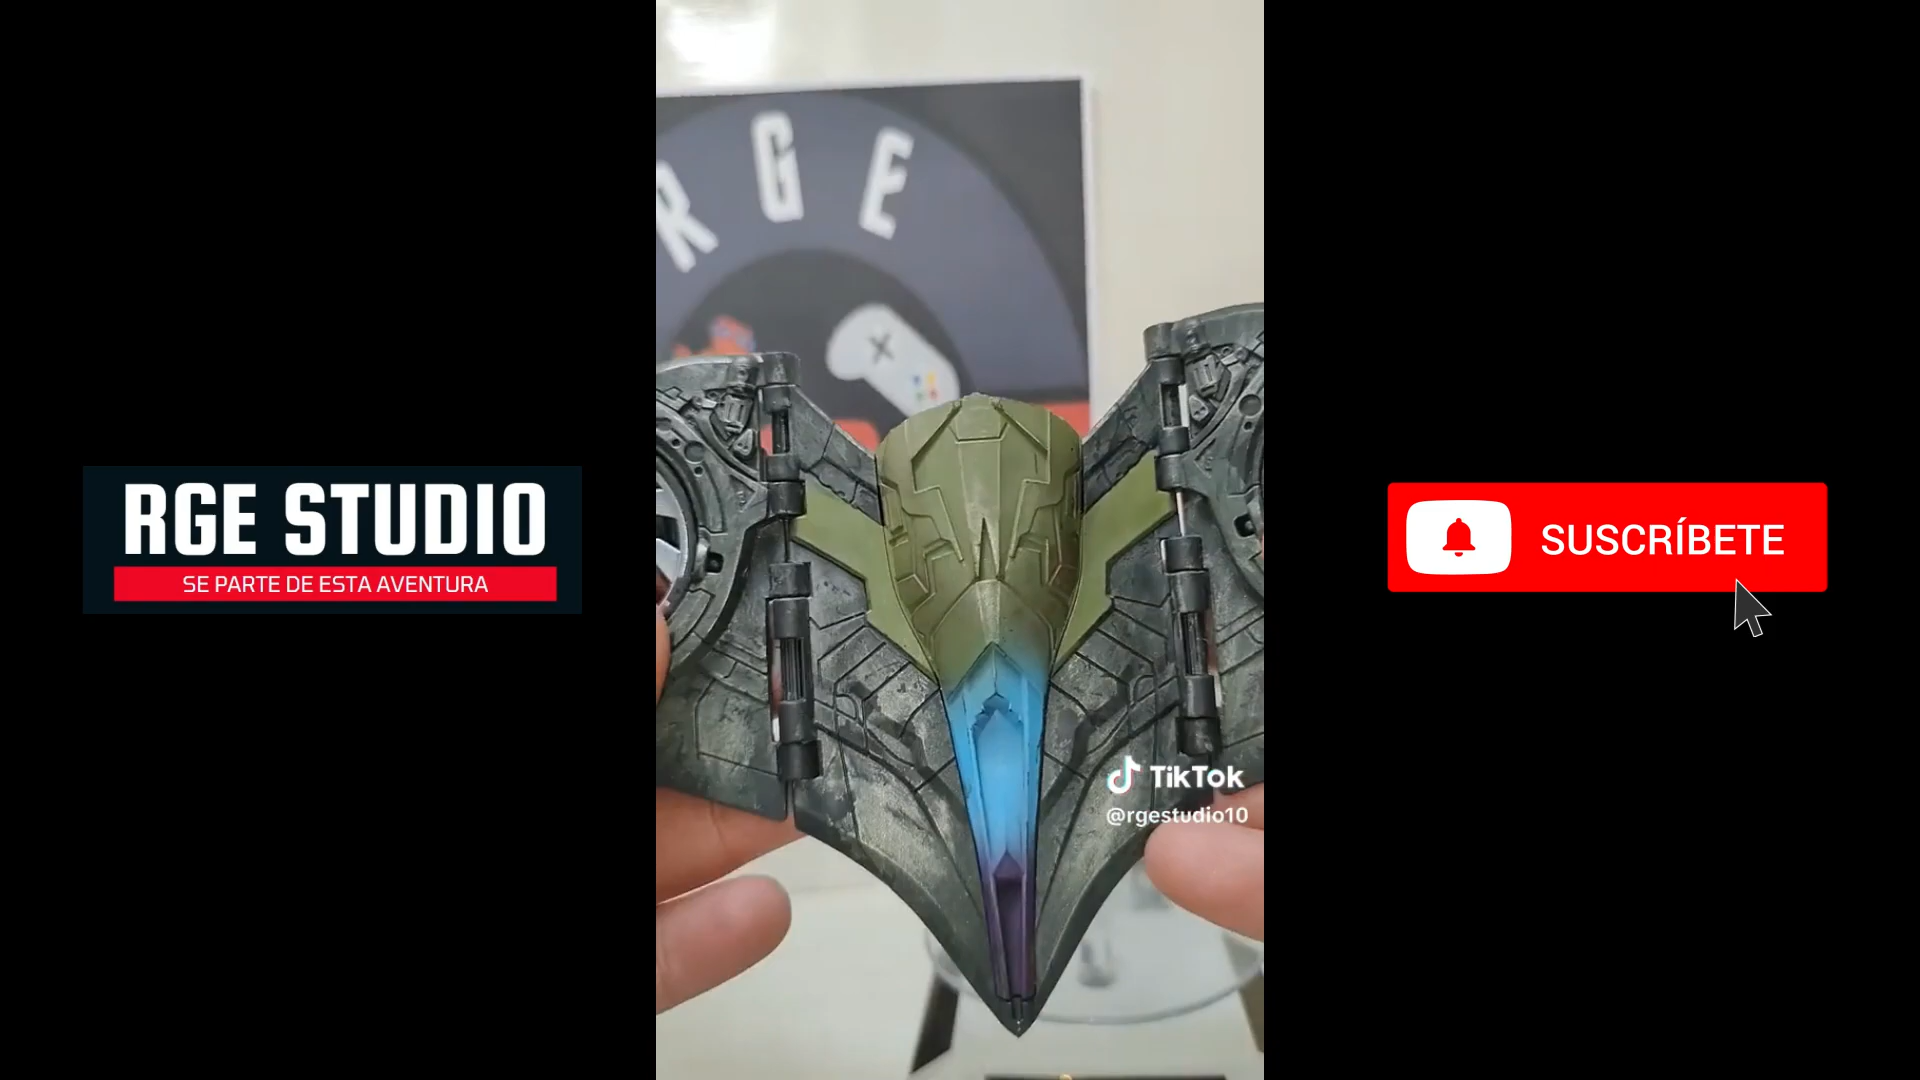 RGE
RGE STUDIO
SE PARTE DE ESTA AVENTURA
SUSCRÍBETE
TikTok
@rgestudio10